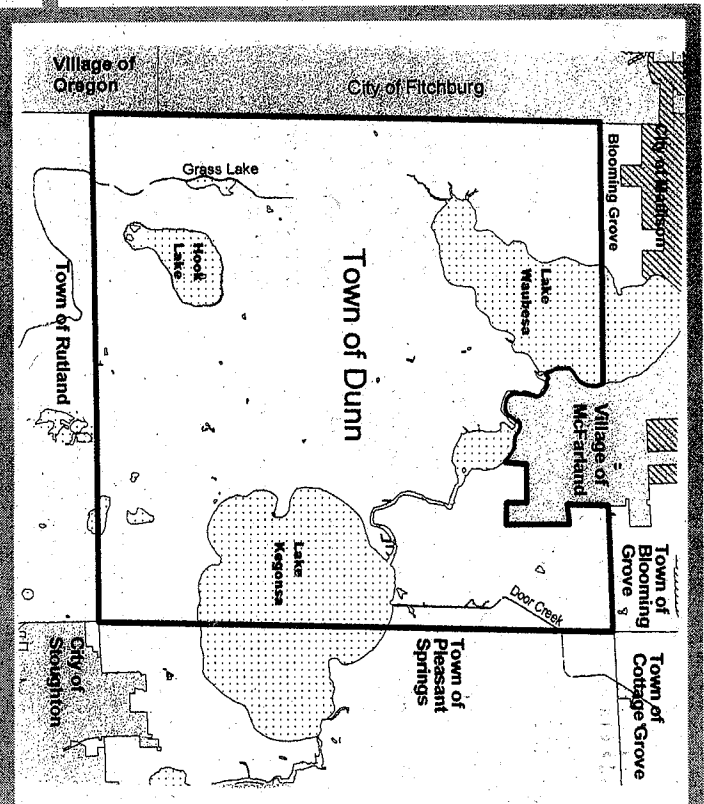 Village of
Oregon
City of Fitchburg
City of Madison
Blooming Grove
Grass Lake
Hook
Lake
Town of Rutland
Town of Dunn
Lake
Waubesa
Village of
McFarland
Lake
Kegonsa
Door Creek
Town of
Blooming
Grove
Town of
Pleasant
Springs
Town of
Cottage Grove
City of
Stoughton